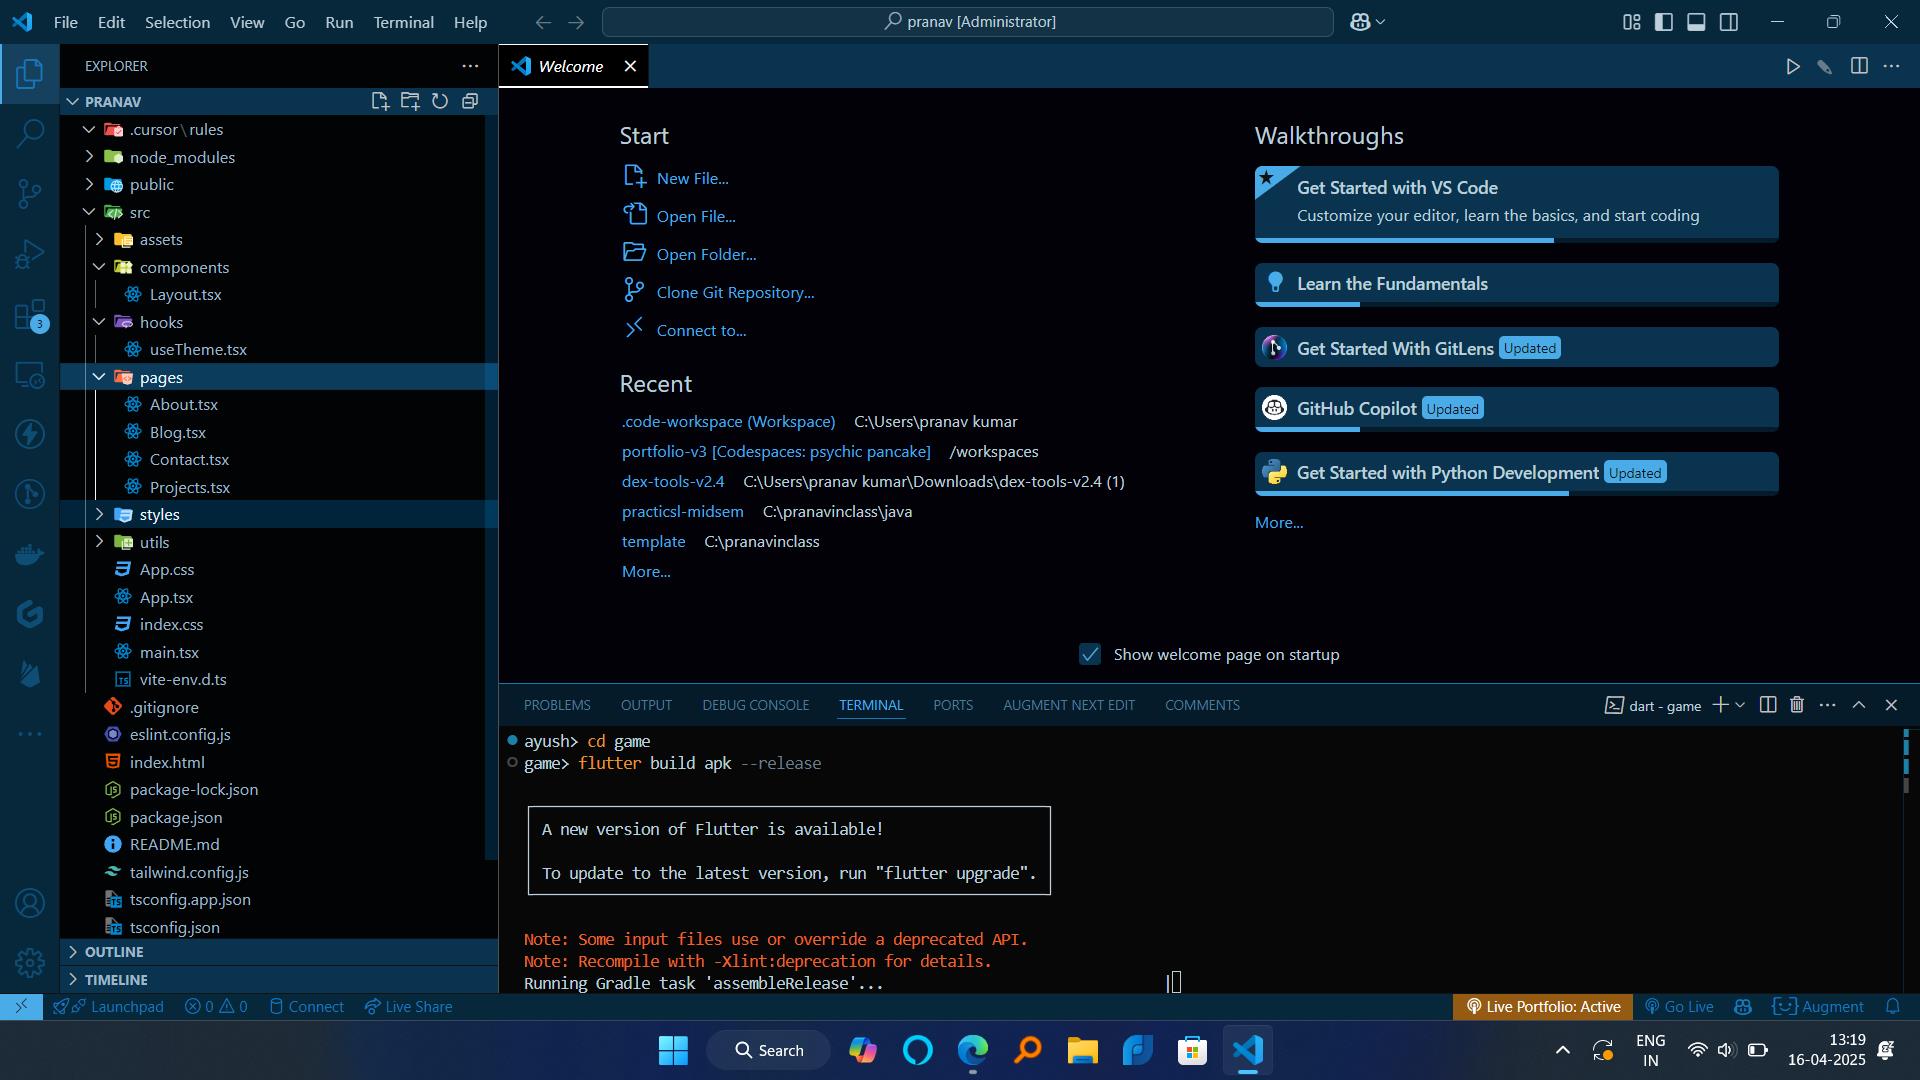 File Edit Selection View Go Run Terminal Help
pranav [Administrator]
EXPLORER
Welcome
PRANAV
.cursor\rules
node_modules
public
src
assets
components
Layout.tsx
hooks
useTheme.tsx
pages
About.tsx
Blog.tsx
Contact.tsx
Projects.tsx
styles
utils
App.css
App.tsx
index.css
main.tsx
vite-env.d.ts
.gitignore
eslint.config.js
index.html
package-lock.json
package.json
README.md
tailwind.config.js
tsconfig.app.json
tsconfig.json
OUTLINE
TIMELINE
3
Start
New File...
Open File...
Open Folder...
Clone Git Repository...
Connect to...
Recent
.code-workspace (Workspace) C:\Users\pranav kumar
portfolio-v3 [Codespaces: psychic pancake] /workspaces
dex-tools-v2.4 C:\Users\pranav kumar\Downloads\dex-tools-v2.4 (1)
practicsl-midsem C:\pranavinclass\java
template C:\pranavinclass
More...
Walkthroughs
Get Started with VS Code
Customize your editor, learn the basics, and start coding
Learn the Fundamentals
Get Started With GitLens Updated
GitHub Copilot Updated
Get Started with Python Development Updated
More...
Show welcome page on startup
PROBLEMS OUTPUT DEBUG CONSOLE TERMINAL PORTS AUGMENT NEXT EDIT COMMENTS
dart - game
ayush> cd game
game> flutter build apk --release
A new version of Flutter is available!
To update to the latest version, run "flutter upgrade".
Note: Some input files use or override a deprecated API.
Note: Recompile with -Xlint:deprecation for details.
Running Gradle task 'assembleRelease'... |
Launchpad 0 0 Connect Live Share
Live Portfolio: Active Go Live Augment
Search
ENG
IN
13:19
16-04-2025